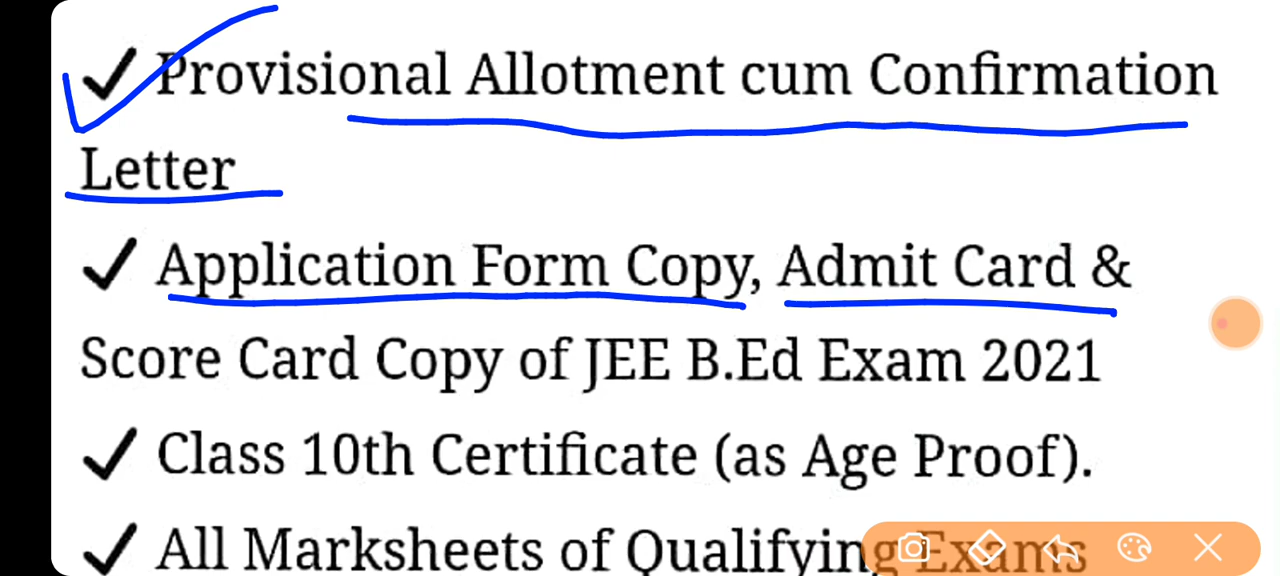 ✓ Provisional Allotment cum Confirmation
Letter
✓ Application Form Copy, Admit Card &
Score Card Copy of JEE B.Ed Exam 2021
✓ Class 10th Certificate (as Age Proof).
✓ All Marksheets of Qualifying Exams